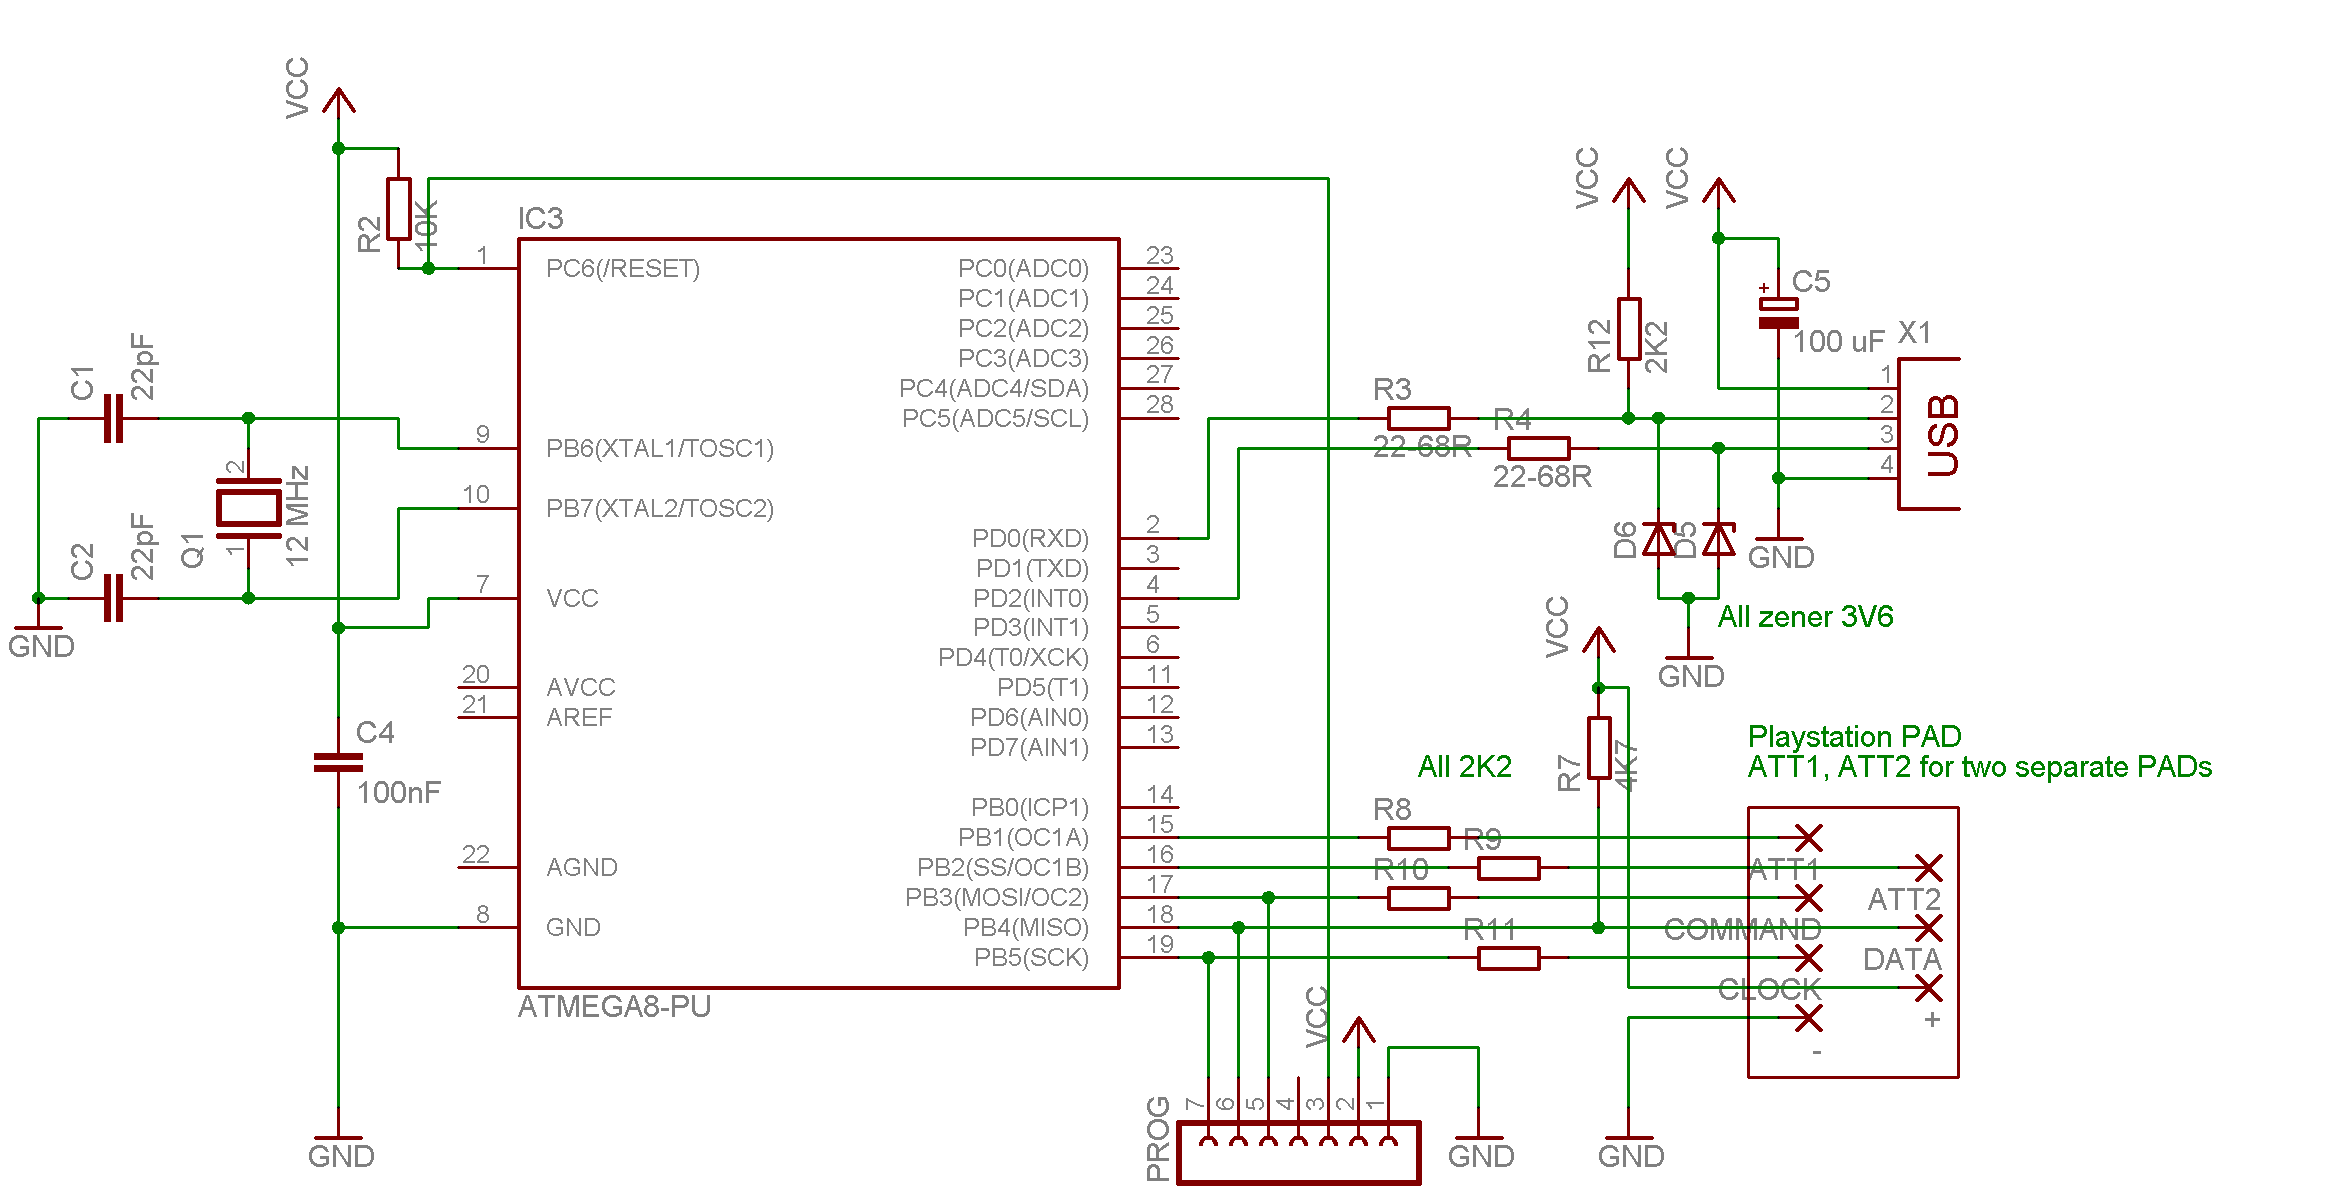 VCC
R2
10K
IC3
1
PC6(/RESET)
C1
22pF
9
PB6(XTAL1/TOSC1)
2
Q1
1
12 MHz
10
PB7(XTAL2/TOSC2)
C2
22pF
GND
7
VCC
20
AVCC
21
AREF
C4
100nF
22
AGND
8
GND
ATMEGA8-PU
GND
PC0(ADC0)
23
PC1(ADC1)
24
PC2(ADC2)
25
PC3(ADC3)
26
PC4(ADC4/SDA)
27
PC5(ADC5/SCL)
28
PD0(RXD)
2
PD1(TXD)
3
PD2(INT0)
4
PD3(INT1)
5
PD4(T0/XCK)
6
PD5(T1)
11
PD6(AIN0)
12
PD7(AIN1)
13
PB0(ICP1)
14
PB1(OC1A)
15
PB2(SS/OC1B)
16
PB3(MOSI/OC2)
17
PB4(MISO)
18
PB5(SCK)
19
VCC
VCC
C5
+
100 uF
R12
2K2
X1
1
2
3
4
USB
R3
22-68R
R4
22-68R
D6
D5
GND
All zener 3V6
GND
VCC
R7
4K7
All 2K2
Playstation PAD
ATT1, ATT2 for two separate PADs
R8
R9
R10
R11
ATT1
ATT2
COMMAND
DATA
CLOCK
+
-
VCC
PROG
7
6
5
4
3
2
1
GND
GND